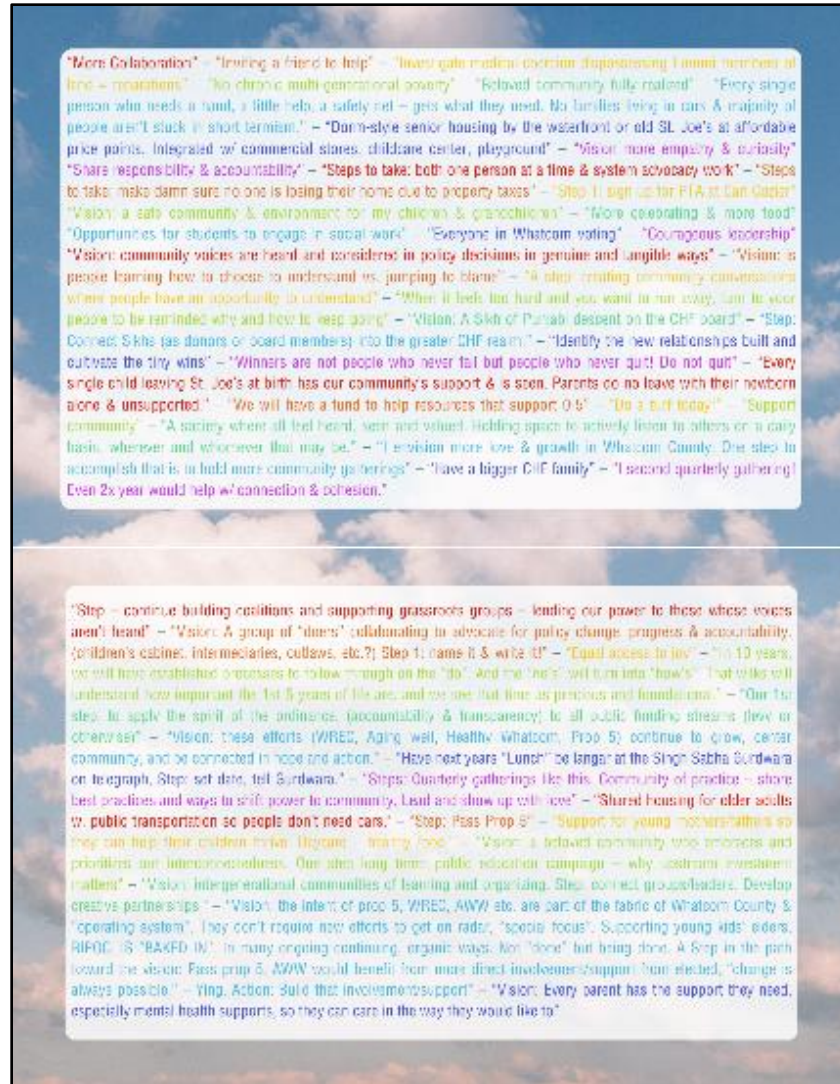 "More Collaboration" – "Inviting a friend to help" – "Investigate medical coercion dispossessing Lummi members of
land – reparations" "No chronic multi-generational poverty" "Beloved community fully realized" "Every single
person who needs a hand, a little help, a safety net – gets what they need. No families living in cars & majority of
people aren't stuck in short termism." – "Dorm-style senior housing by the waterfront or old St. Joe's at affordable
price points. Integrated w/ commercial stores, childcare center, playground" – "Vision more empathy & curiosity"
"Share responsibility & accountability" – "Steps to take: both one person at a time & system advocacy work" – "Steps
to take: make damn sure no one is losing their home due to property taxes" – "Step 1: sign up for PTA at Carl Cozier"
"Vision: a safe community & environment for my children & grandchildren" – "More celebrating & more food"
"Opportunities for students to engage in social work" "Everyone in Whatcom voting" "Courageous leadership"
"Vision: community voices are heard and considered in policy decisions in genuine and tangible ways" – "Vision: is
people learning how to choose to understand vs. jumping to blame" – "A step: creating community conversations
where people have an opportunity to understand" – "When it feels too hard and you want to run away, turn to your
people to be reminded why and how to keep going" – "Vision: A Sikh of Punjabi descent on the CHF board" – "Step:
Connect Sikhs (as donors or board members) into the greater CHF realm." – "Identify the new relationships built and
cultivate the tiny wins" – "Winners are not people who never fail but people who never quit! Do not quit" – "Every
single child leaving St. Joe's at birth has our community's support & is seen. Parents do no leave with their newborn
alone & unsupported." "We will have a fund to help resources that support 0-5" "Do a surf today!" "Support
community" – "A society where all feel heard, seen and valued. Holding space to actively listen to others on a daily
basis, wherever and whomever that may be." – "I envision more love & growth in Whatcom County. One step to
accomplish that is to hold more community gatherings" – "Have a bigger CHF family" – "I second quarterly gathering!
Even 2x year would help w/ connection & cohesion."
"Step – continue building coalitions and supporting grassroots groups – lending our power to those whose voices
aren't heard" – "Vision: A group of "doers" collaborating to advocate for policy change, progress & accountability.
(children's cabinet, intermediaries, outlaws, etc.?) Step 1: name it & write it!" – "Equal access to joy" – "In 10 years,
we will have established processes to follow through on the "do". And the "no's" will turn into "how's". That will
understand how important the 1st 5 years of life are, and we see that time as precious and foundational." – "Our 1st
step, to apply the spirit of the ordinance, (accountability & transparency) to all public funding streams (levy or
otherwise)" – "Vision: these efforts (WREC, Aging well, Healthy Whatcom, Prop 5) continue to grow, center
community, and be connected in hope and action." – "Have next years "Lunch" be langar at the Singh Sabha Gurdwara
on telegraph, Step: set date, tell Gurdwara." – "Steps: Quarterly gatherings like this. Community of practice – share
best practices and ways to shift power to community. Lead and show up with love" – "Shared housing for older adults
w. public transportation so people don't need cars." – "Step: Pass Prop 5" – "Support for young mothers/fathers so
they can help their children thrive. Daycare – healthy food" – "Vision: a beloved community who embraces and
prioritizes our interconnectedness. One step long term: public education campaign – why upstream investment
matters" – "Vision: intergenerational communities of learning and organizing. Step: connect groups/leaders. Develop
creative partnerships" – "Vision, the intent of prop 5, WREC, AWW etc. are part of the fabric of Whatcom County &
"operating system". They don't require new efforts to get on radar, "special focus". Supporting young kids' elders,
BIPOC IS "BAKED IN." In many ongoing continuing, organic ways. Not "done" but being done. A Step in the path
toward the vision: Pass prop 5. AWW would benefit from more direct involvement/support from elected, "change is
always possible." – Ying. Action: Build that involvement/support" – "Vision: Every parent has the support they need,
especially mental health supports, so they can care in the way they would like to"